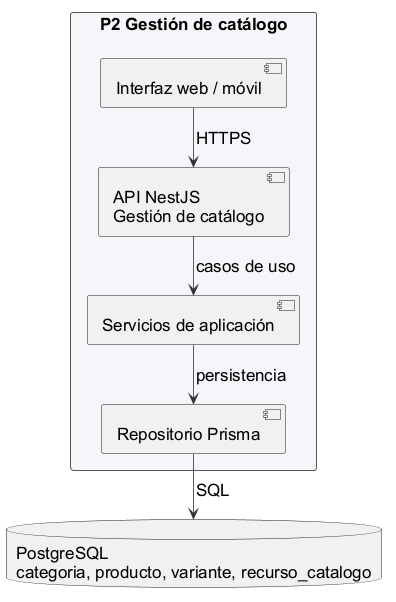 P2 Gestión de catálogo
Interfaz web / móvil
HTTPS
API NestJS
Gestión de catálogo
casos de uso
Servicios de aplicación
persistencia
Repositorio Prisma
SQL
PostgreSQL
categoria, producto, variante, recurso_catalogo